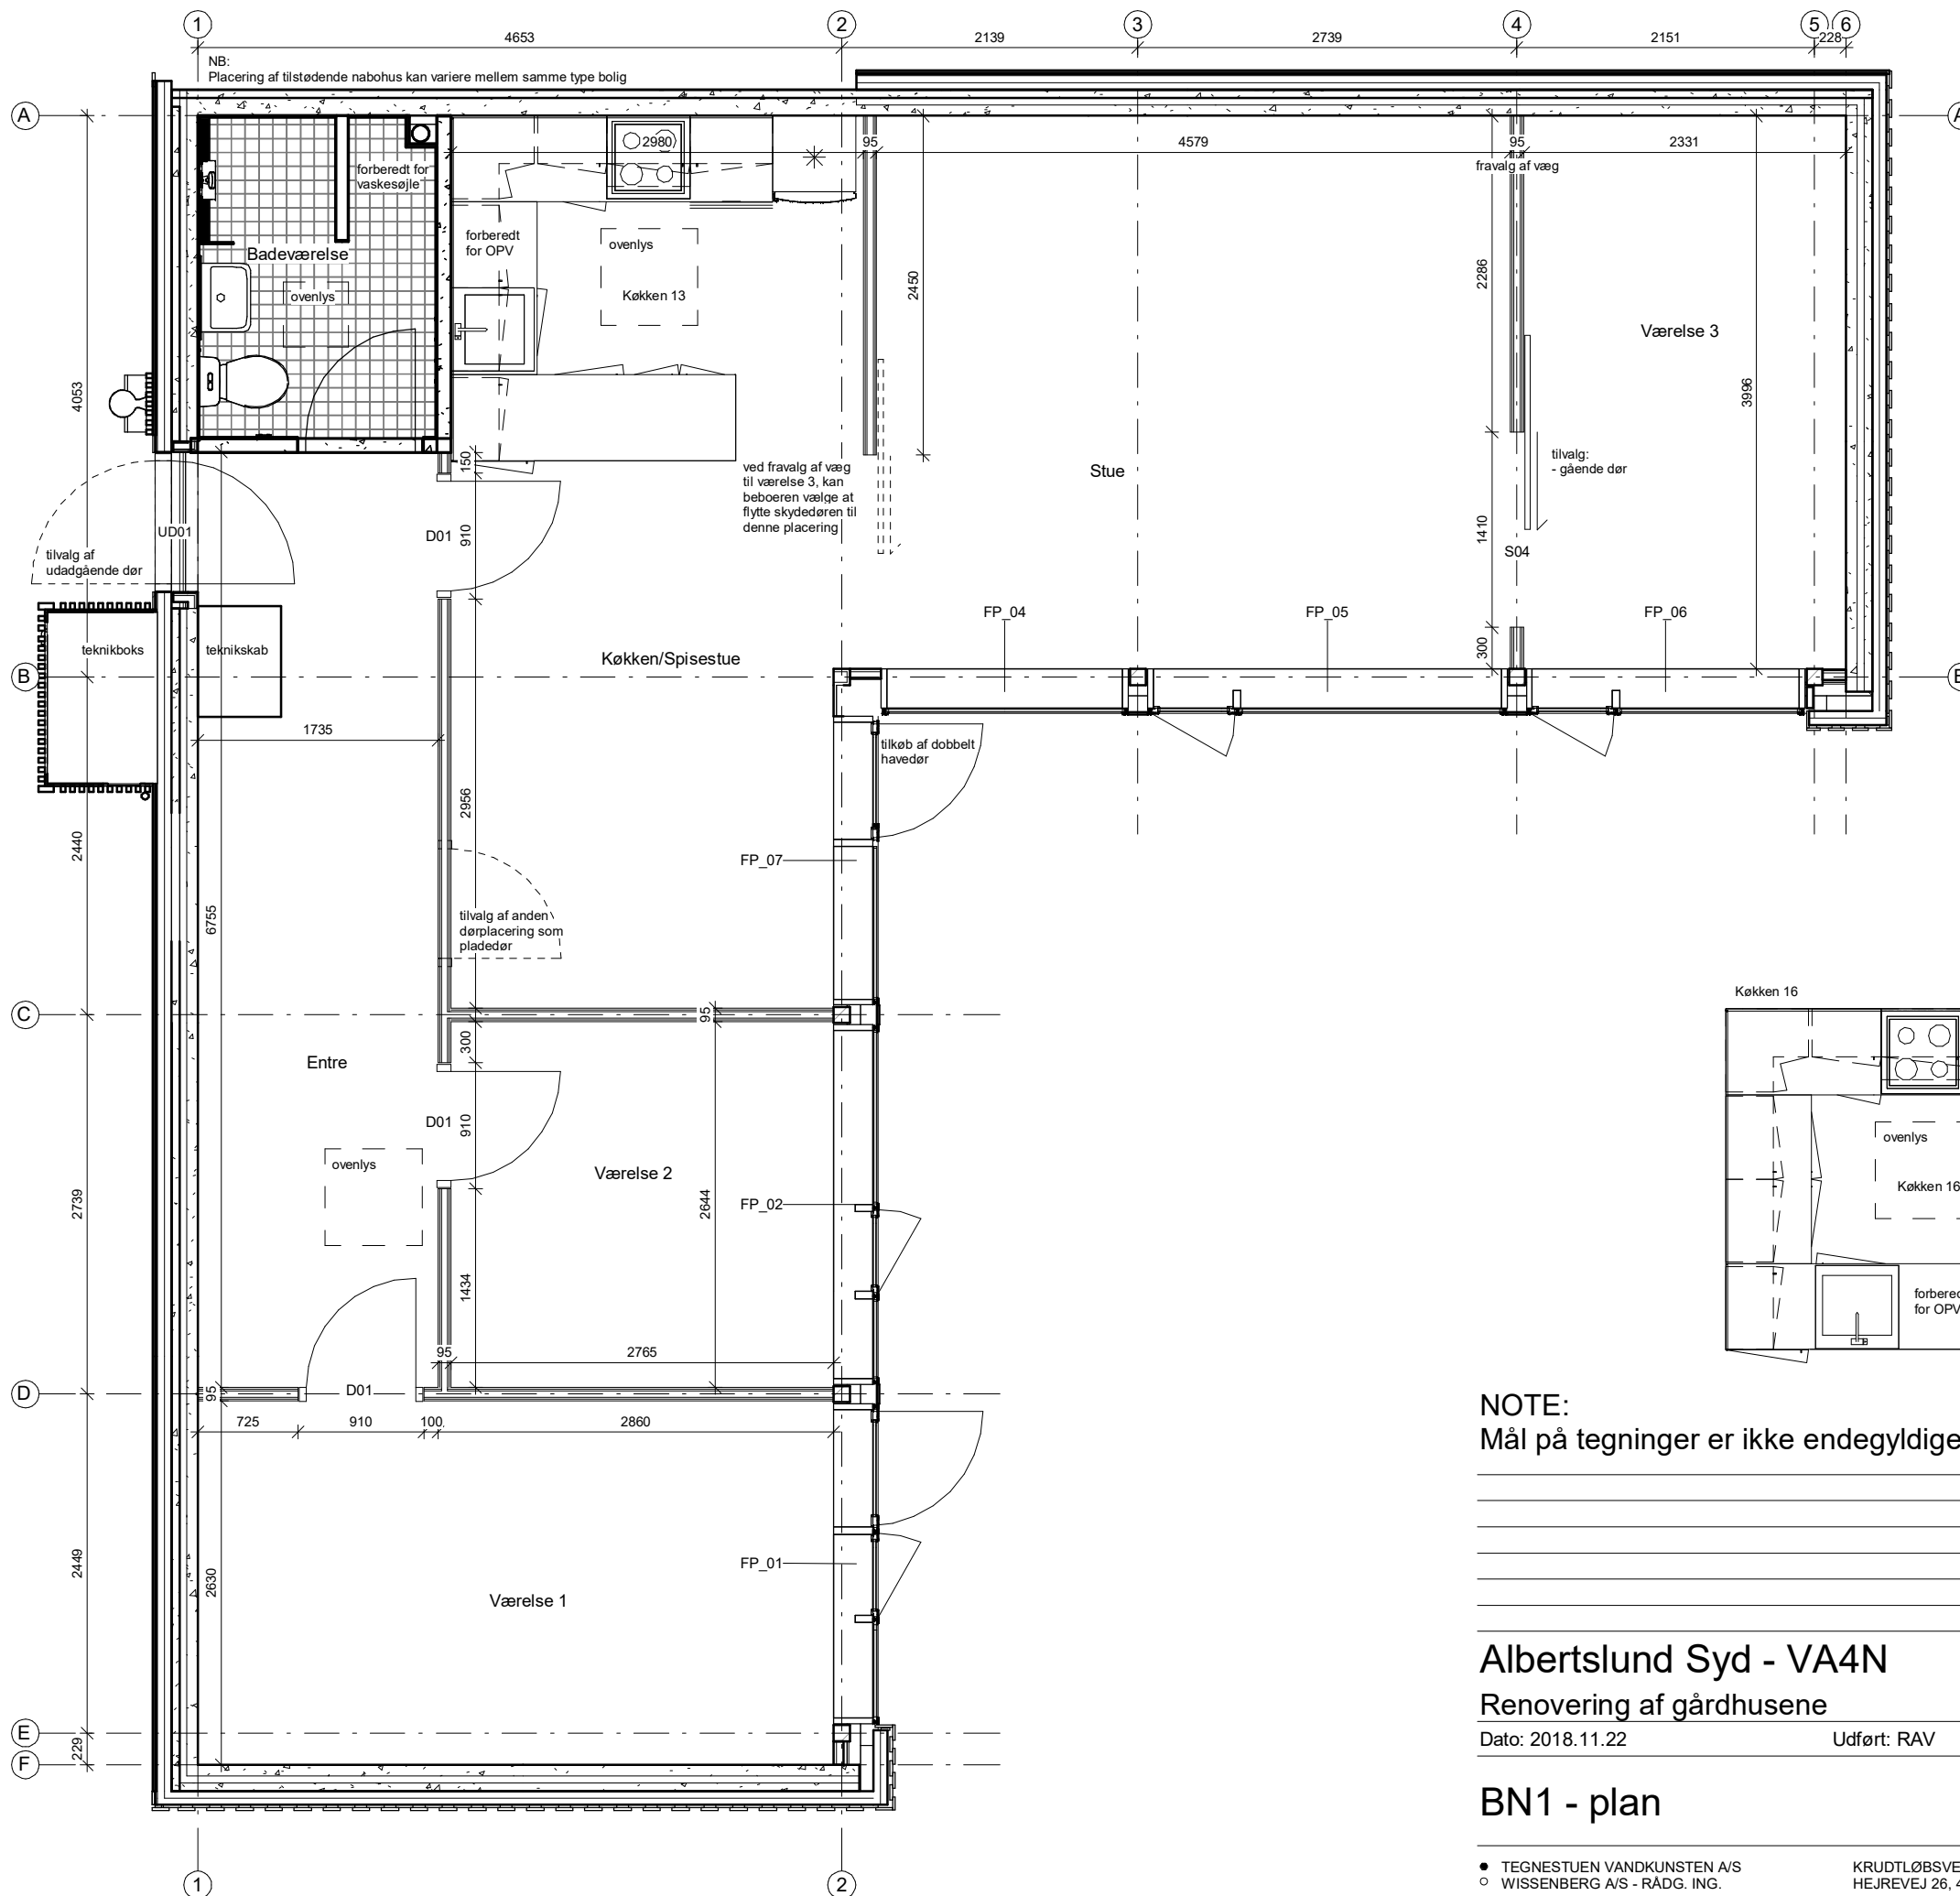 1
2
3
4
5
6
4653
2139
2739
2151
228
NB:
Placering af tilstødende nabohus kan variere mellem samme type bolig
A
A
2980
95
4579
95
2331
fravalg af væg
forberedt for
vaskesøjle
Badeværelse
ovenlys
forberedt
for OPV
ovenlys
Køkken 13
2450
2286
Værelse 3
3996
4053
150
ved fravalg af væg
til værelse 3, kan
beboeren vælge at
flytte skydedøren til
denne placering
Stue
tilvalg:
- gående dør
UD01
D01
910
1410
S04
tilvalg af
udadgående dør
FP_04
FP_05
FP_06
teknikboks
teknikskab
Køkken/Spisestue
300
B
1735
tilkøb af dobbelt
havedør
2956
2440
FP_07
6755
tilvalg af anden
dørplacering som
pladedør
Køkken 16
C
95
300
Entre
D01
910
ovenlys
Værelse 2
2644
FP_02
2739
1434
ovenlys
Køkken 16
for OPV
95
2765
D
95
D01
725
910
100
2860
NOTE:
Mål på tegninger er ikke endegyldige
2449
2630
FP_01
Værelse 1
Albertslund Syd - VA4N
Renovering af gårdhusene
Dato: 2018.11.22
Udført: RAV
E
229
F
BN1 - plan
TEGNESTUEN VANDKUNSTEN A/S
KRUDTLØBSVE
WISSENBERG A/S - RÅDG. ING.
HEJREVEJ 26,
1
2